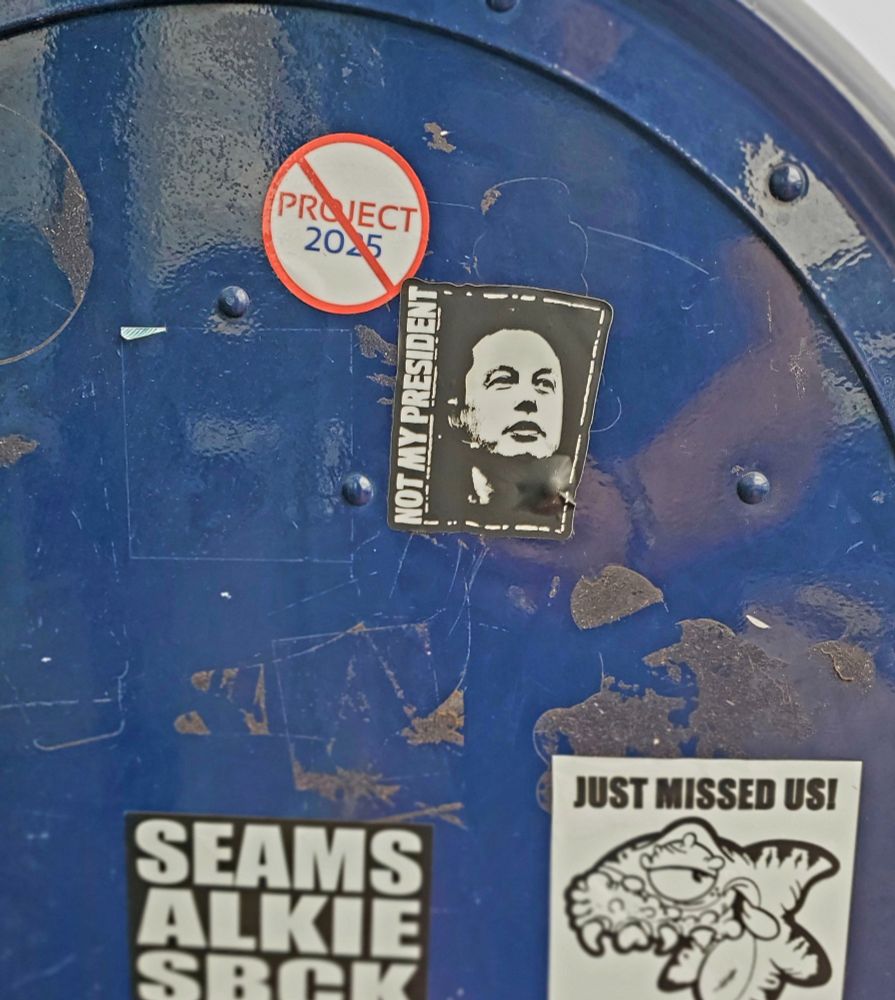 PROJECT
2025
NOT MY PRESIDENT
JUST MISSED US!
SEAMS
ALKIE
SBCK